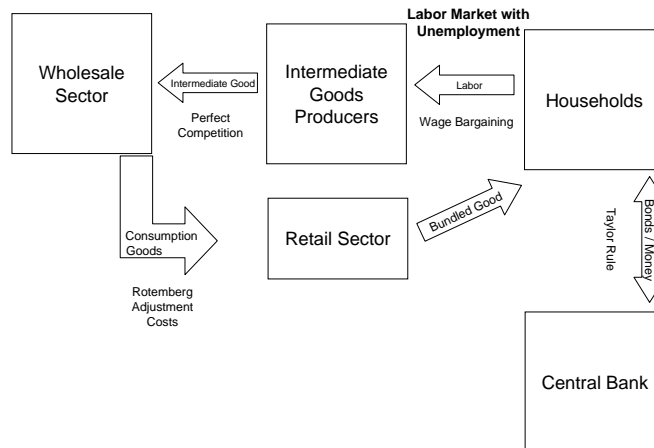 Labor Market with
Unemployment
Wholesale
Sector
Intermediate Good
Perfect
Competition
Intermediate
Goods
Producers
Labor
Wage Bargaining
Households
Consumption
Goods
Rotemberg
Adjustment
Costs
Retail Sector
Bundled Good
Taylor Rule
Bonds / Money
Central Bank